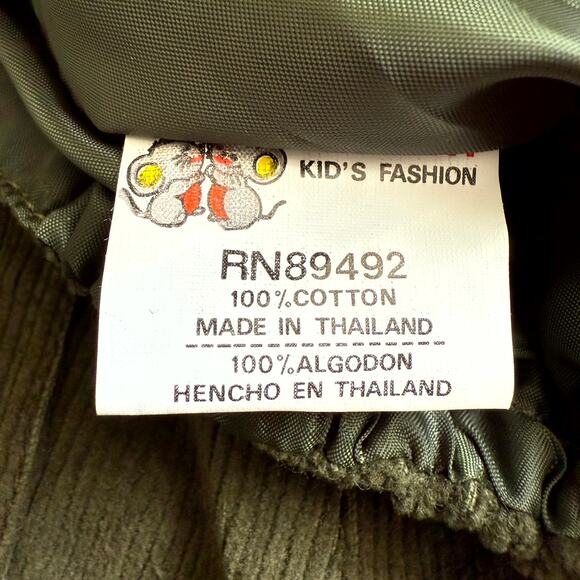 KID'S FASHION
RN89492
100%COTTON
MADE IN THAILAND
100%ALGODON
HENCHO EN THAILAND